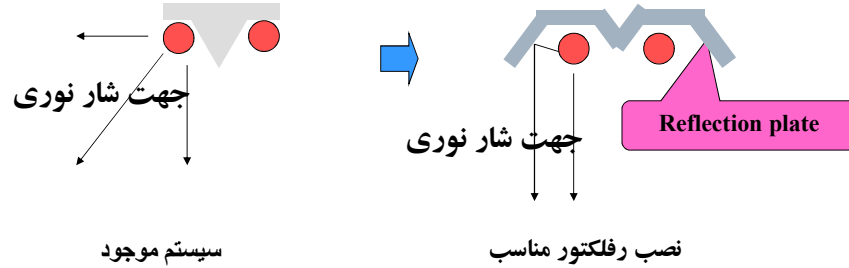 جهت شار نوری
Reflection plate
جهت شار نوری
نصب رفلکتور مناسب
سیستم موجود